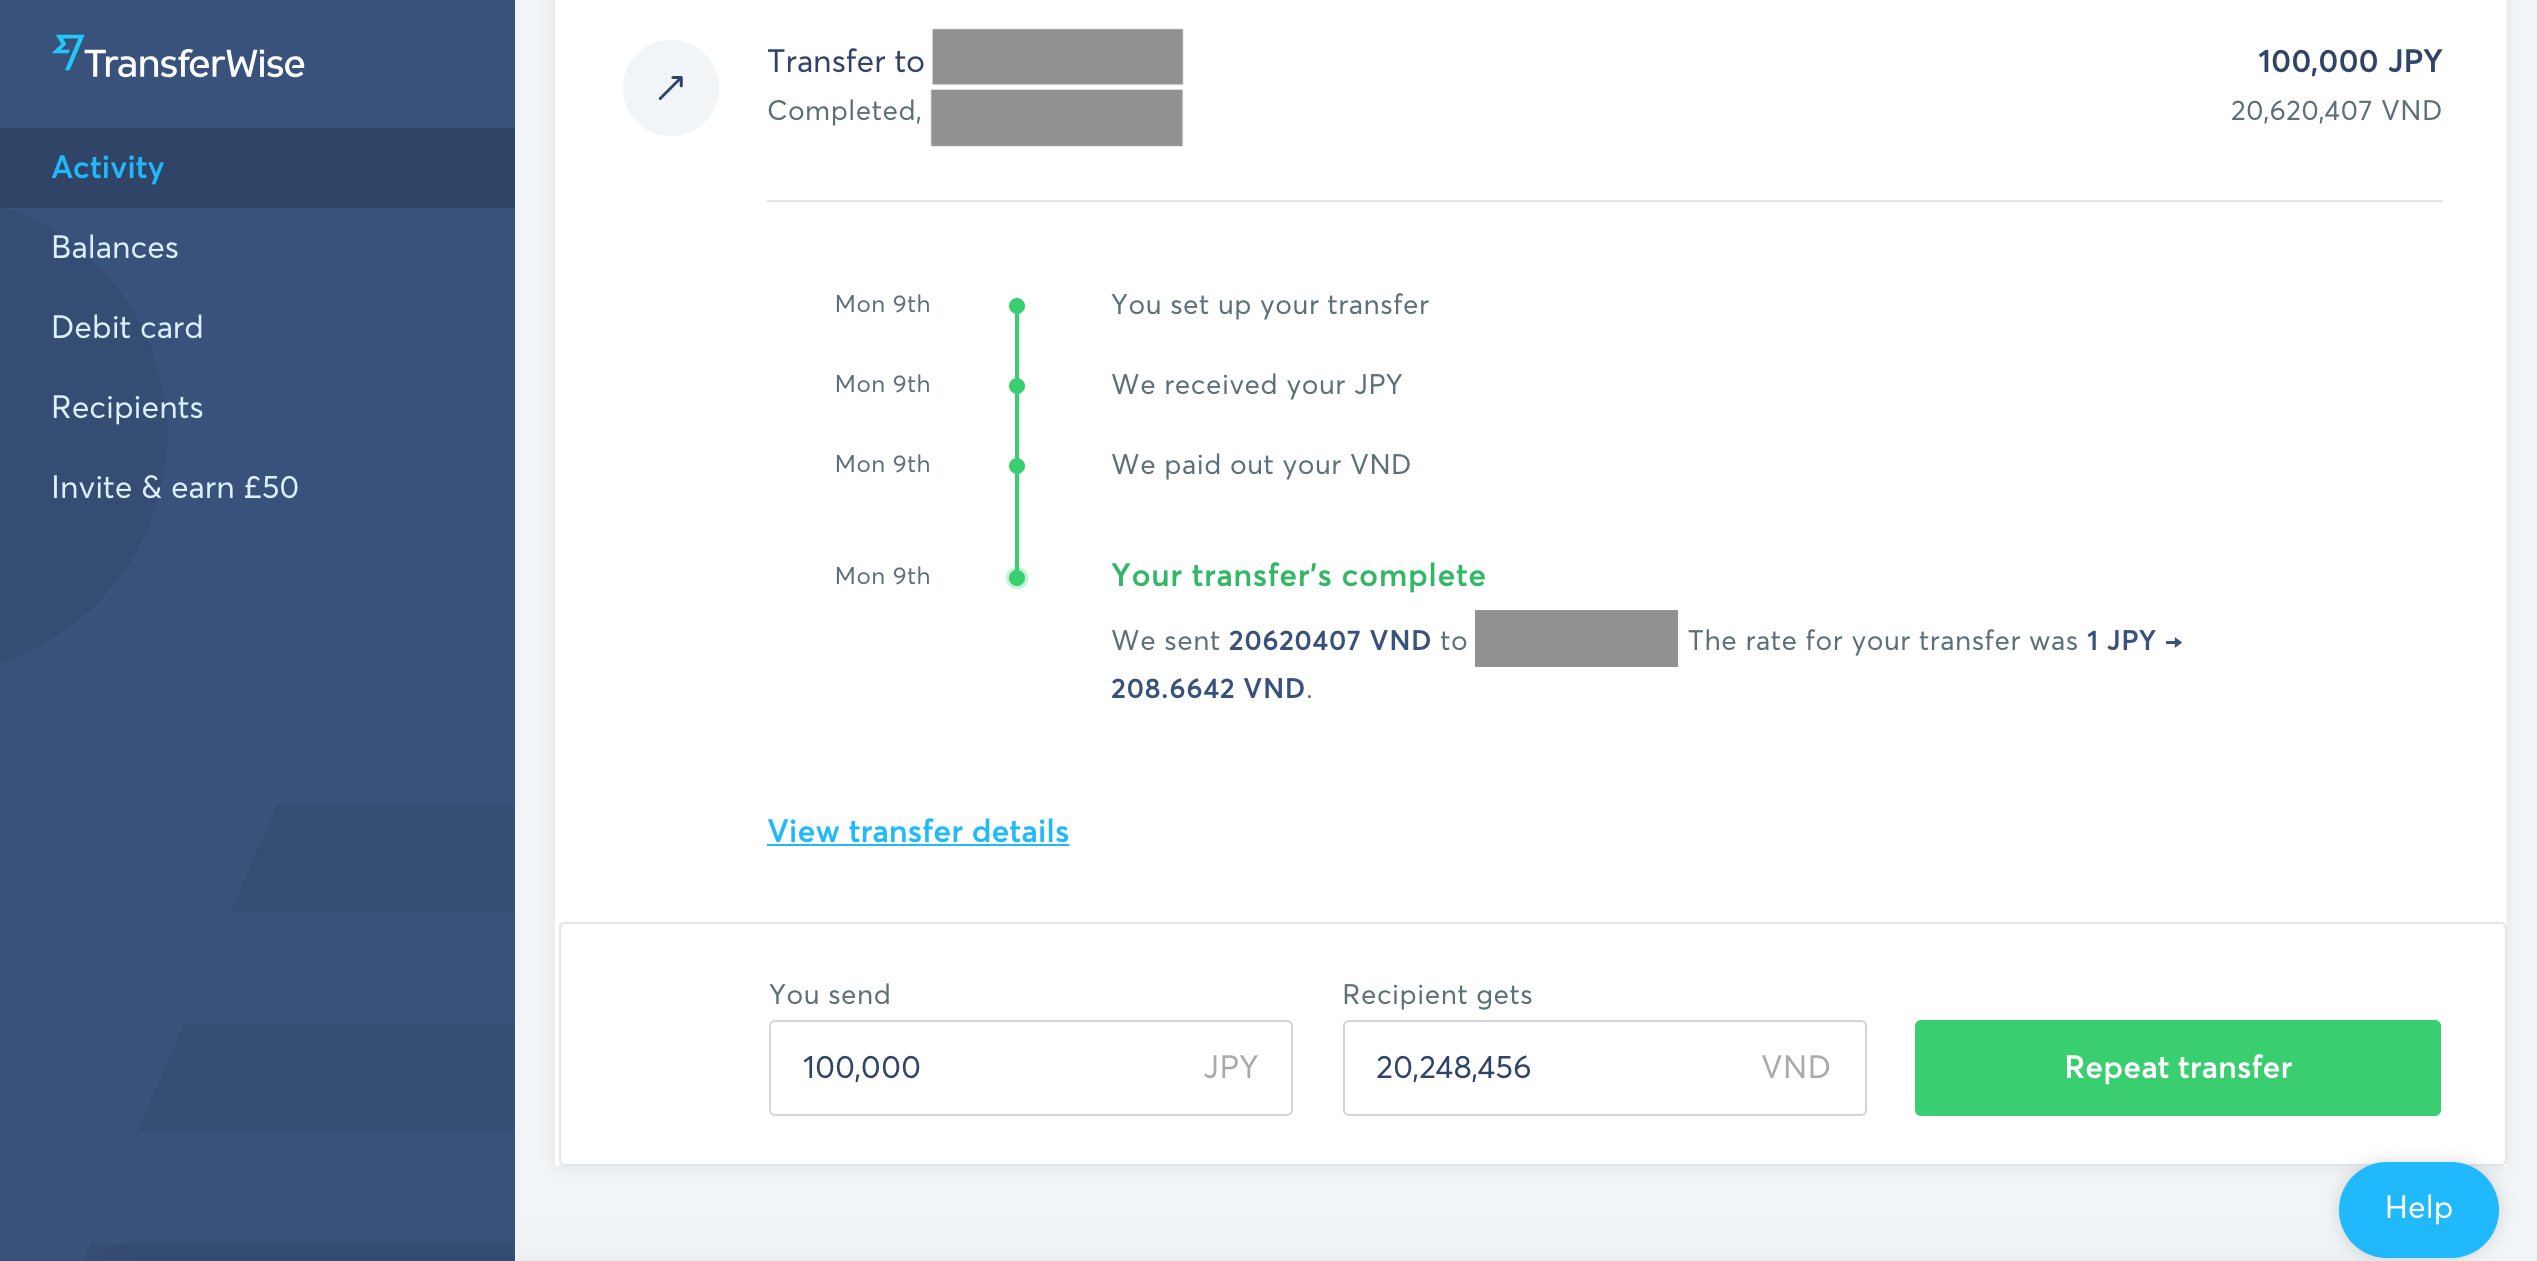 TransferWise
Activity
Balances
Debit card
Recipients
Invite & earn £50
Transfer to
100,000 JPY
Completed,
20,620,407 VND
Mon 9th You set up your transfer
Mon 9th We received your JPY
Mon 9th We paid out your VND
Mon 9th Your transfer's complete
We sent 20620407 VND to The rate for your transfer was 1 JPY →
208.6642 VND.
View transfer details
You send
Recipient gets
100,000 JPY
20,248,456 VND
Repeat transfer
Help